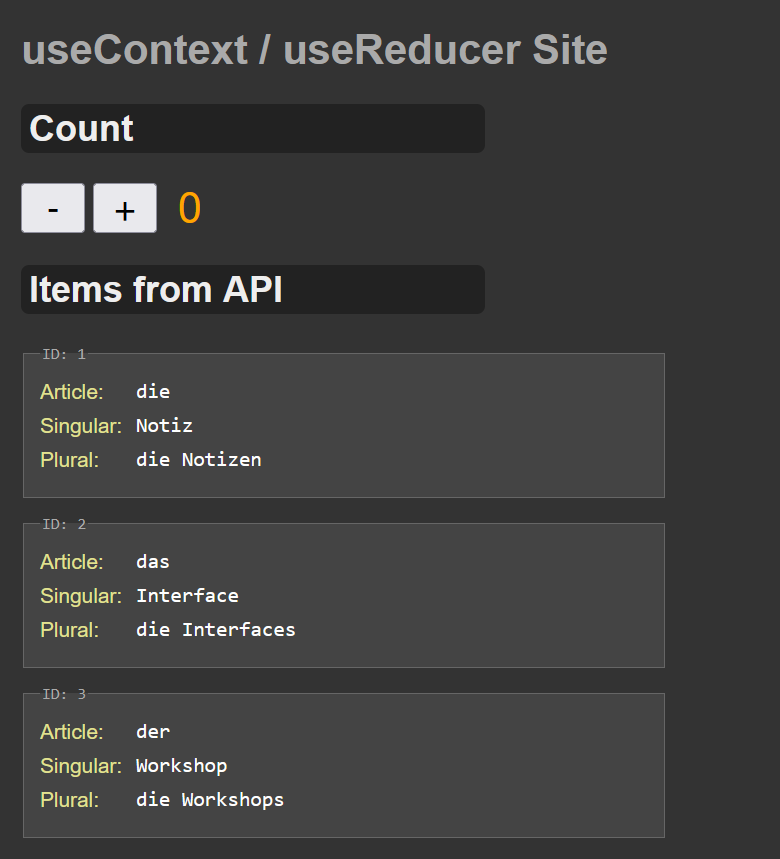 useContext / useReducer Site
Count
- + 0
Items from API
ID: 1
Article: die
Singular: Notiz
Plural: die Notizen
ID: 2
Article: das
Singular: Interface
Plural: die Interfaces
ID: 3
Article: der
Singular: Workshop
Plural: die Workshops